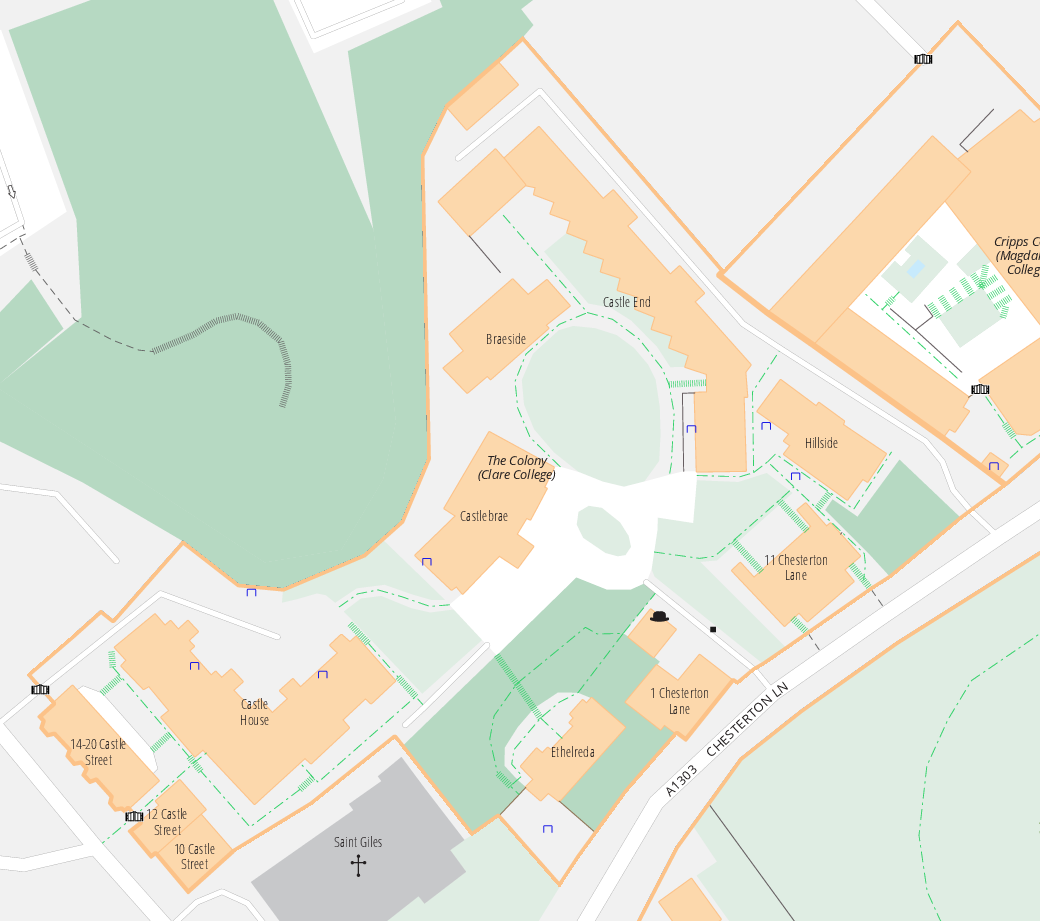 Cripps C
(Magda
Colleg
Castle End
Braeside
Hillside
The Colony
(Clare College)
Castlebrae
11 Chesterton
Lane
1 Chesterton
Lane
Castle
House
14-20 Castle
Street
Ethelreda
A1303 CHESTERTON LN
12 Castle
Street
10 Castle
Street
Saint Giles